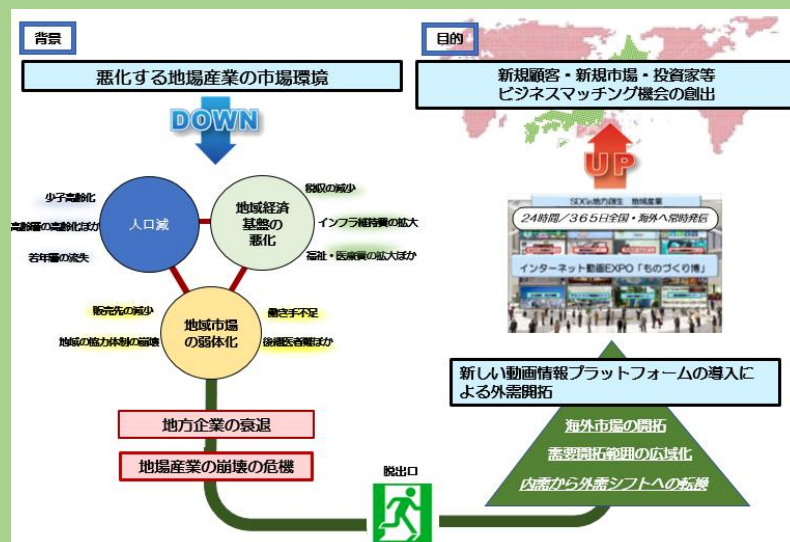 背景
悪化する地場産業の市場環境
DOWN
少子高齢化
高齢者の高齢化ほか
若年層の流失
人口減
地域経済
基盤の
悪化
税収の減少
インフラ維持費の拡大
福祉・医療費の拡大ほか
販売先の減少
地域の協力体制の崩壊
地域市場
の弱体化
働き手不足
地方企業の衰退
地場産業の崩壊の危機
脱出口
目的
新規顧客・新規市場・投資家等
ビジネスマッチング機会の創出
UP
SDGs地方創生 地域産業
24時間／365日全国・海外へ常時発信
インターネット動画EXPO「ものづくり博」
新しい動画情報プラットフォームの導入に
よる外需開拓
海外市場の開拓
需要開拓範囲の広域化
内需から外需シフトへの転換